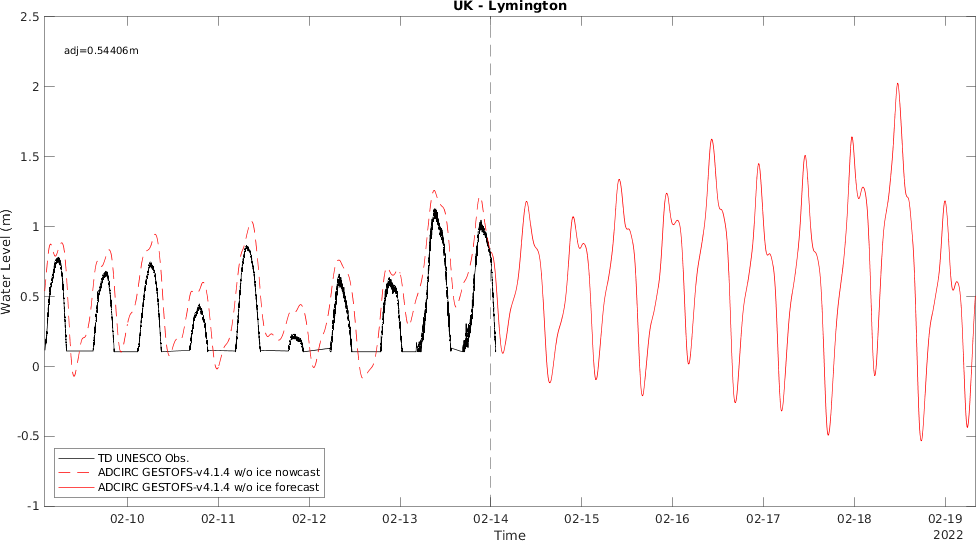 UK - Lymington
adj=0.54406m
Water Level (m)
2.5
2
1.5
1
0.5
0
-0.5
-1
TD UNESCO Obs.
ADCIRC GESTOFS-v4.1.4 w/o ice nowcast
ADCIRC GESTOFS-v4.1.4 w/o ice forecast
02-10 02-11 02-12 02-13 02-14 02-15 02-16 02-17 02-18 02-19
Time
2022